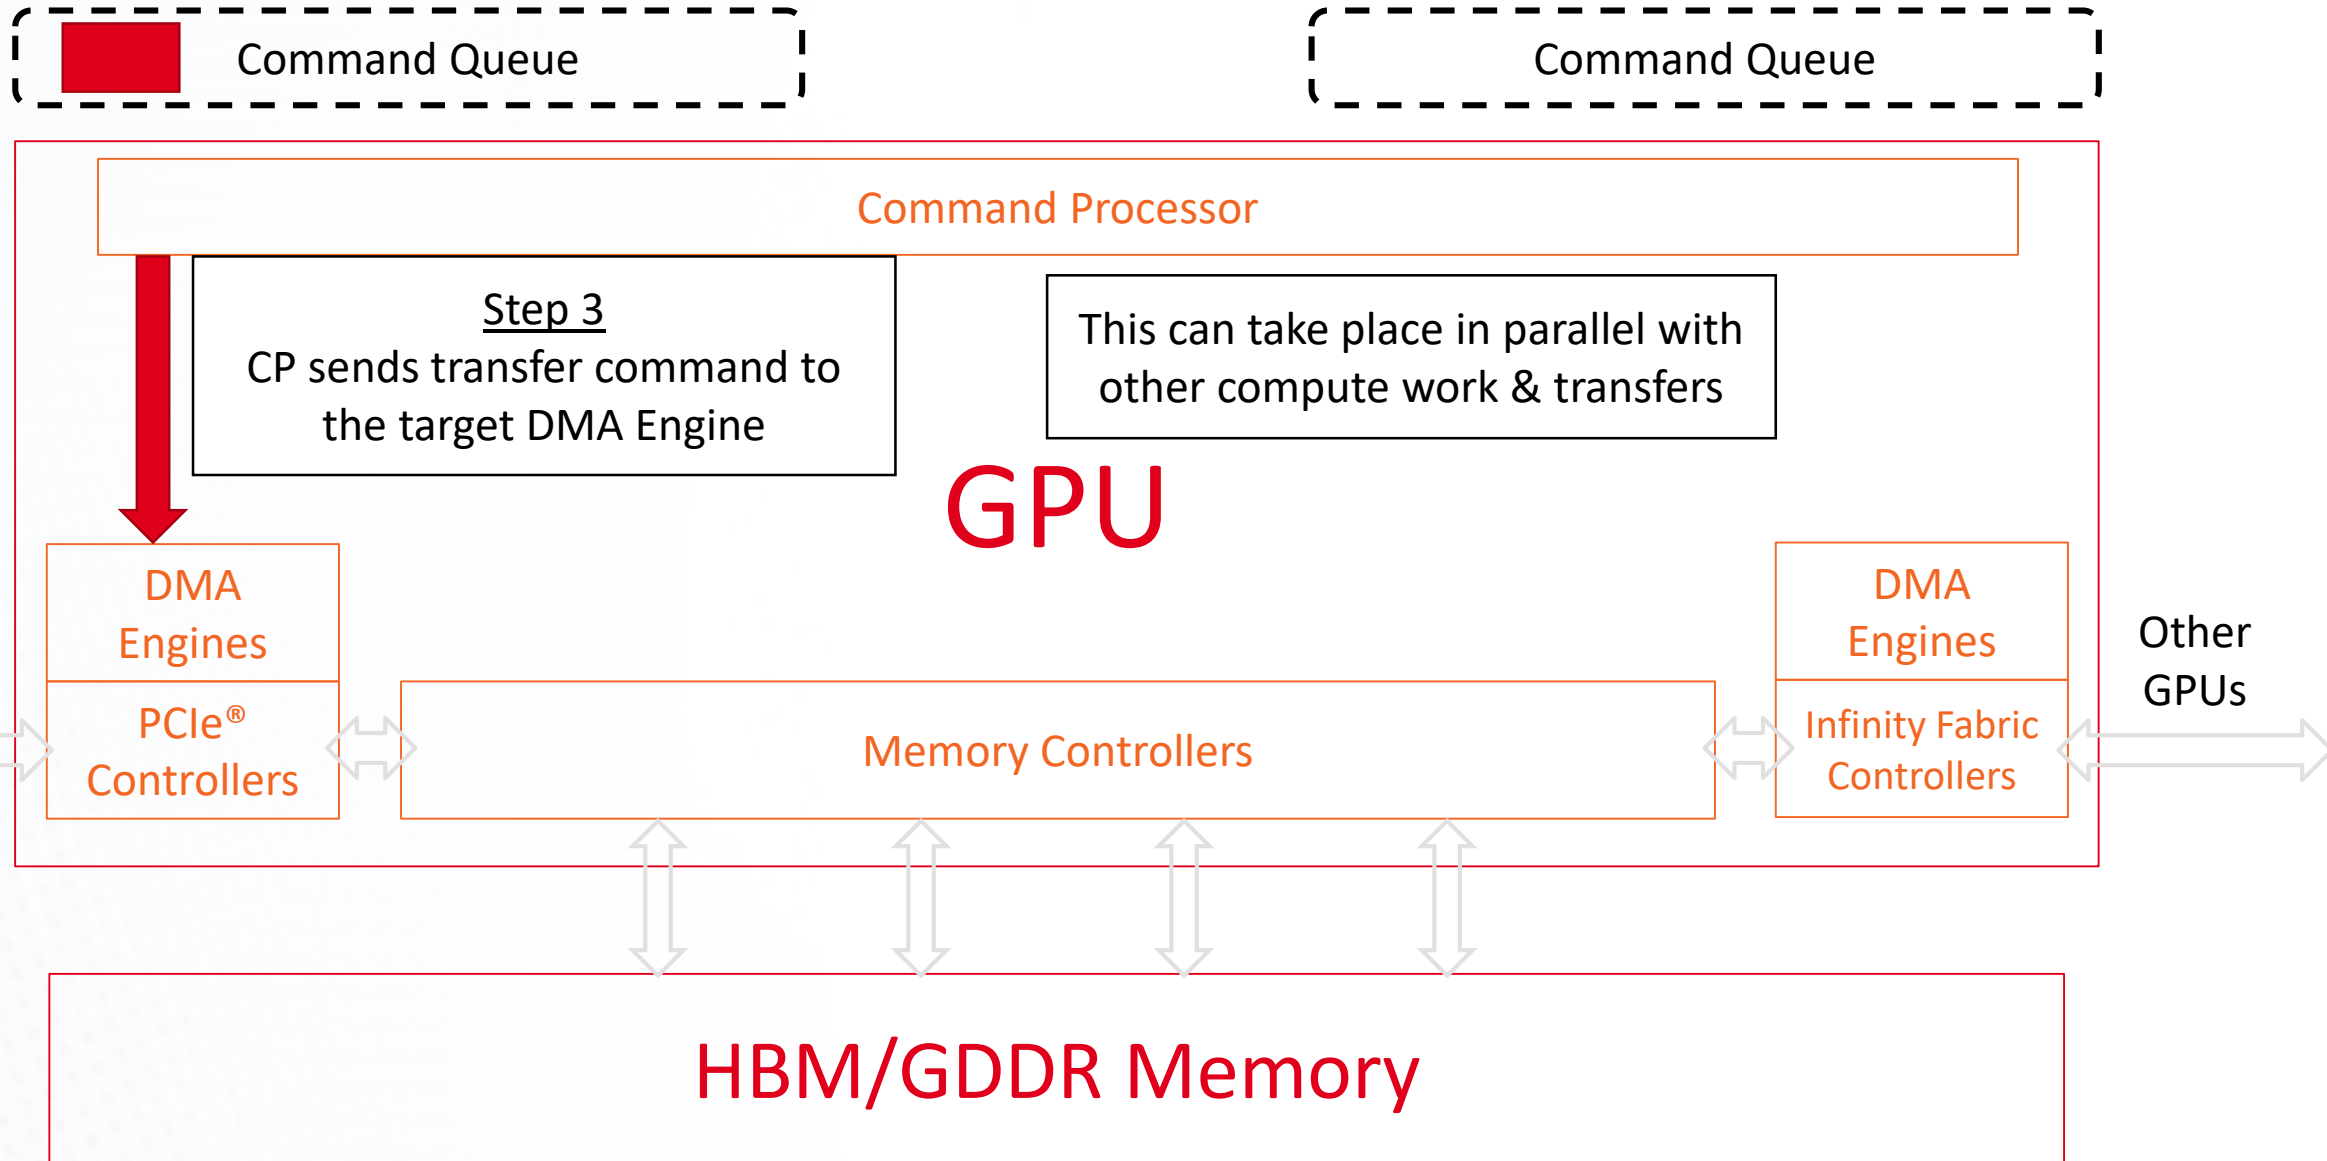 Command Queue
Command Queue
Command Processor
Step 3
CP sends transfer command to
the target DMA Engine
This can take place in parallel with
other compute work & transfers
GPU
DMA
Engines
PCIe®
Controllers
Memory Controllers
DMA
Engines
Infinity Fabric
Controllers
Other
GPUs
HBM/GDDR Memory